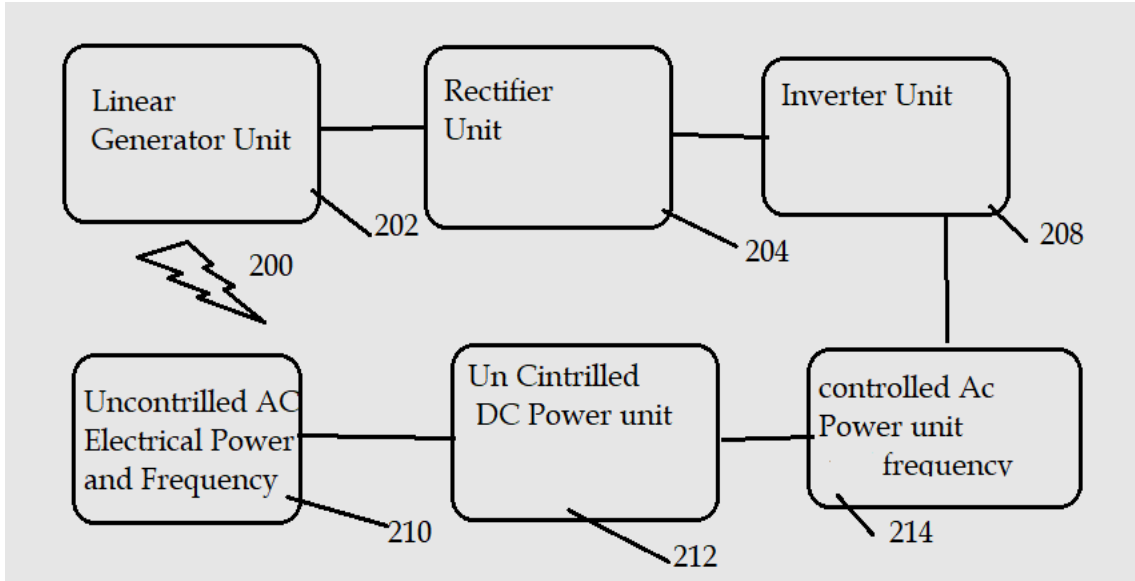 Linear
Generator Unit
202
Rectifier
Unit
204
Inverter Unit
208
200
Uncontrilled AC
Electrical Power
and Frequency
210
Un Cintrilled
DC Power unit
212
controlled Ac
Power unit
frequency
214